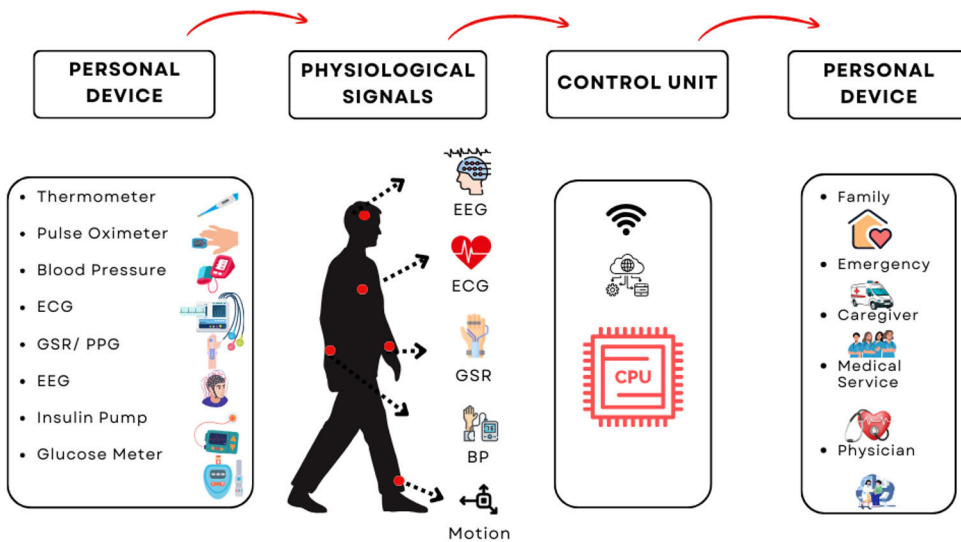 PERSONAL
DEVICE
PHYSIOLOGICAL
SIGNALS
CONTROL UNIT
PERSONAL
DEVICE
• Thermometer
• Pulse Oximeter
• Blood Pressure
• ECG
• GSR/ PPG
• EEG
• Insulin Pump
• Glucose Meter
EEG
ECG
GSR
BP
Motion
CPU
• Family
• Emergency
• Caregiver
• Medical
Service
• Physician